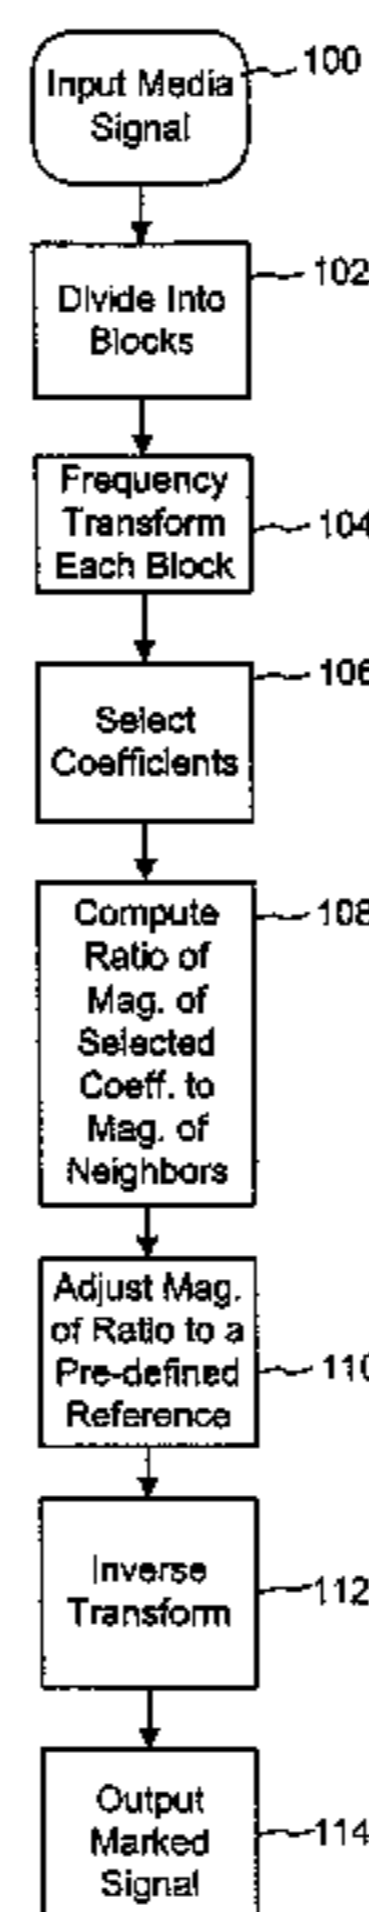 Input Media
Signal
100
Divide Into
Blocks
102
Frequency
Transform
Each Block
104
Select
Coefficients
106
Compute
Ratio of
Mag. of
Selected
Coeff. to
Mag. of
Neighbors
108
Adjust Mag.
of Ratio to a
Pre-defined
Reference
110
Inverse
Transform
112
Output
Marked
Signal
114